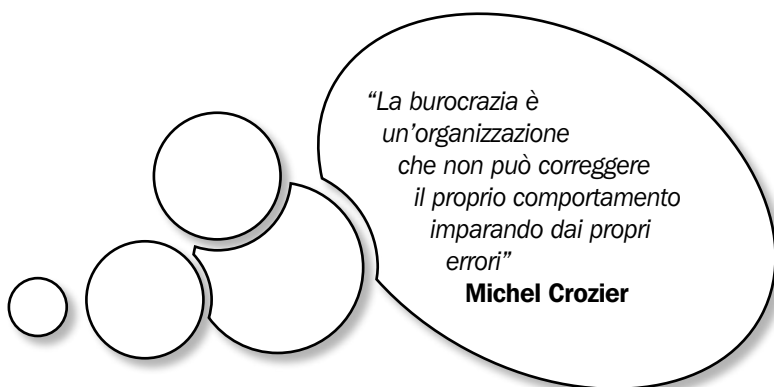 “La burocrazia è
un’organizzazione
che non può correggere
il proprio comportamento
imparando dai propri
errori”
Michel Crozier